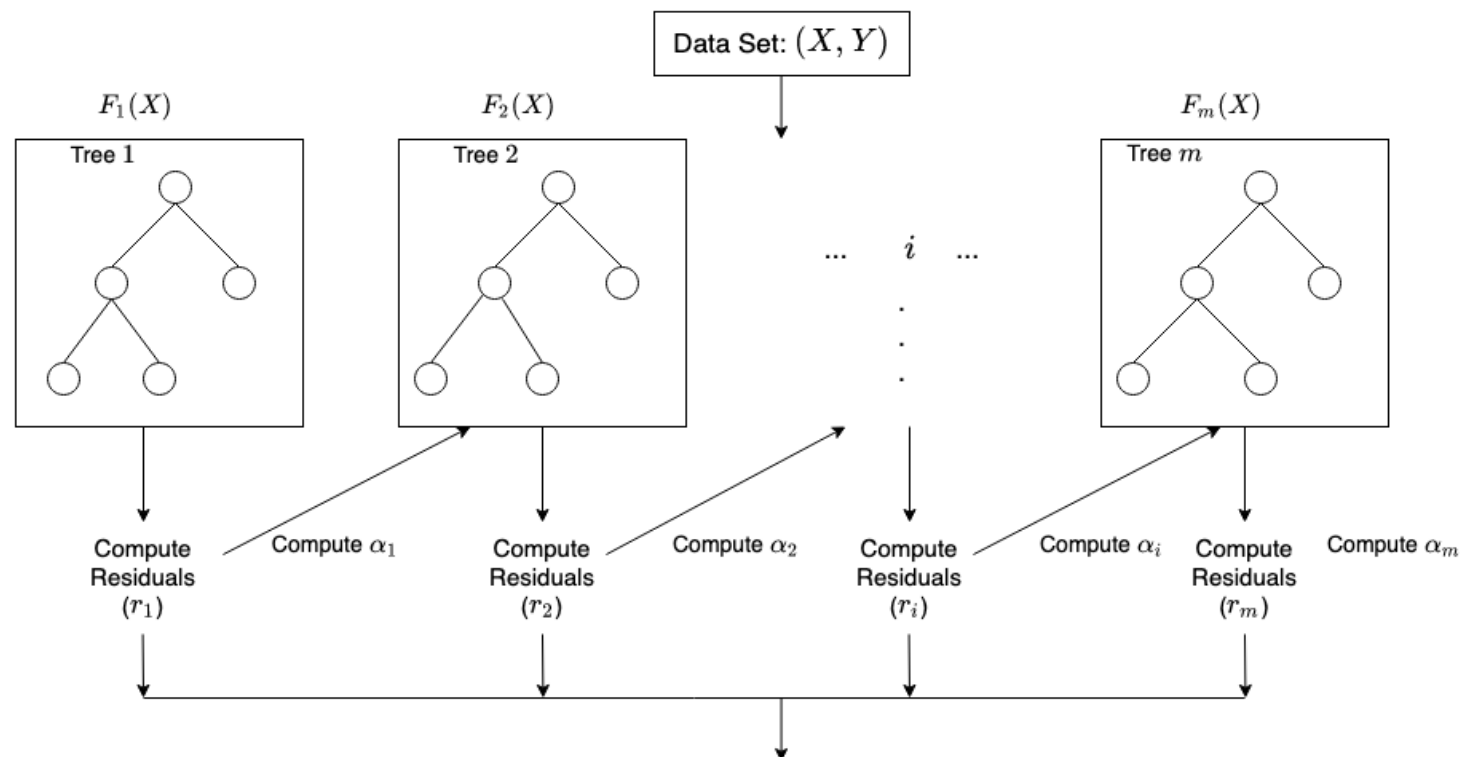 Data Set: (X, Y)
F₁(X)
F₂(X)
Fₘ(X)
Tree 1
Tree 2
Tree m
... i ...
.
.
.
Compute
Residuals
(r₁)
Compute α₁
Compute
Residuals
(r₂)
Compute α₂
Compute
Residuals
(rᵢ)
Compute αᵢ
Compute
Residuals
(rₘ)
Compute αₘ